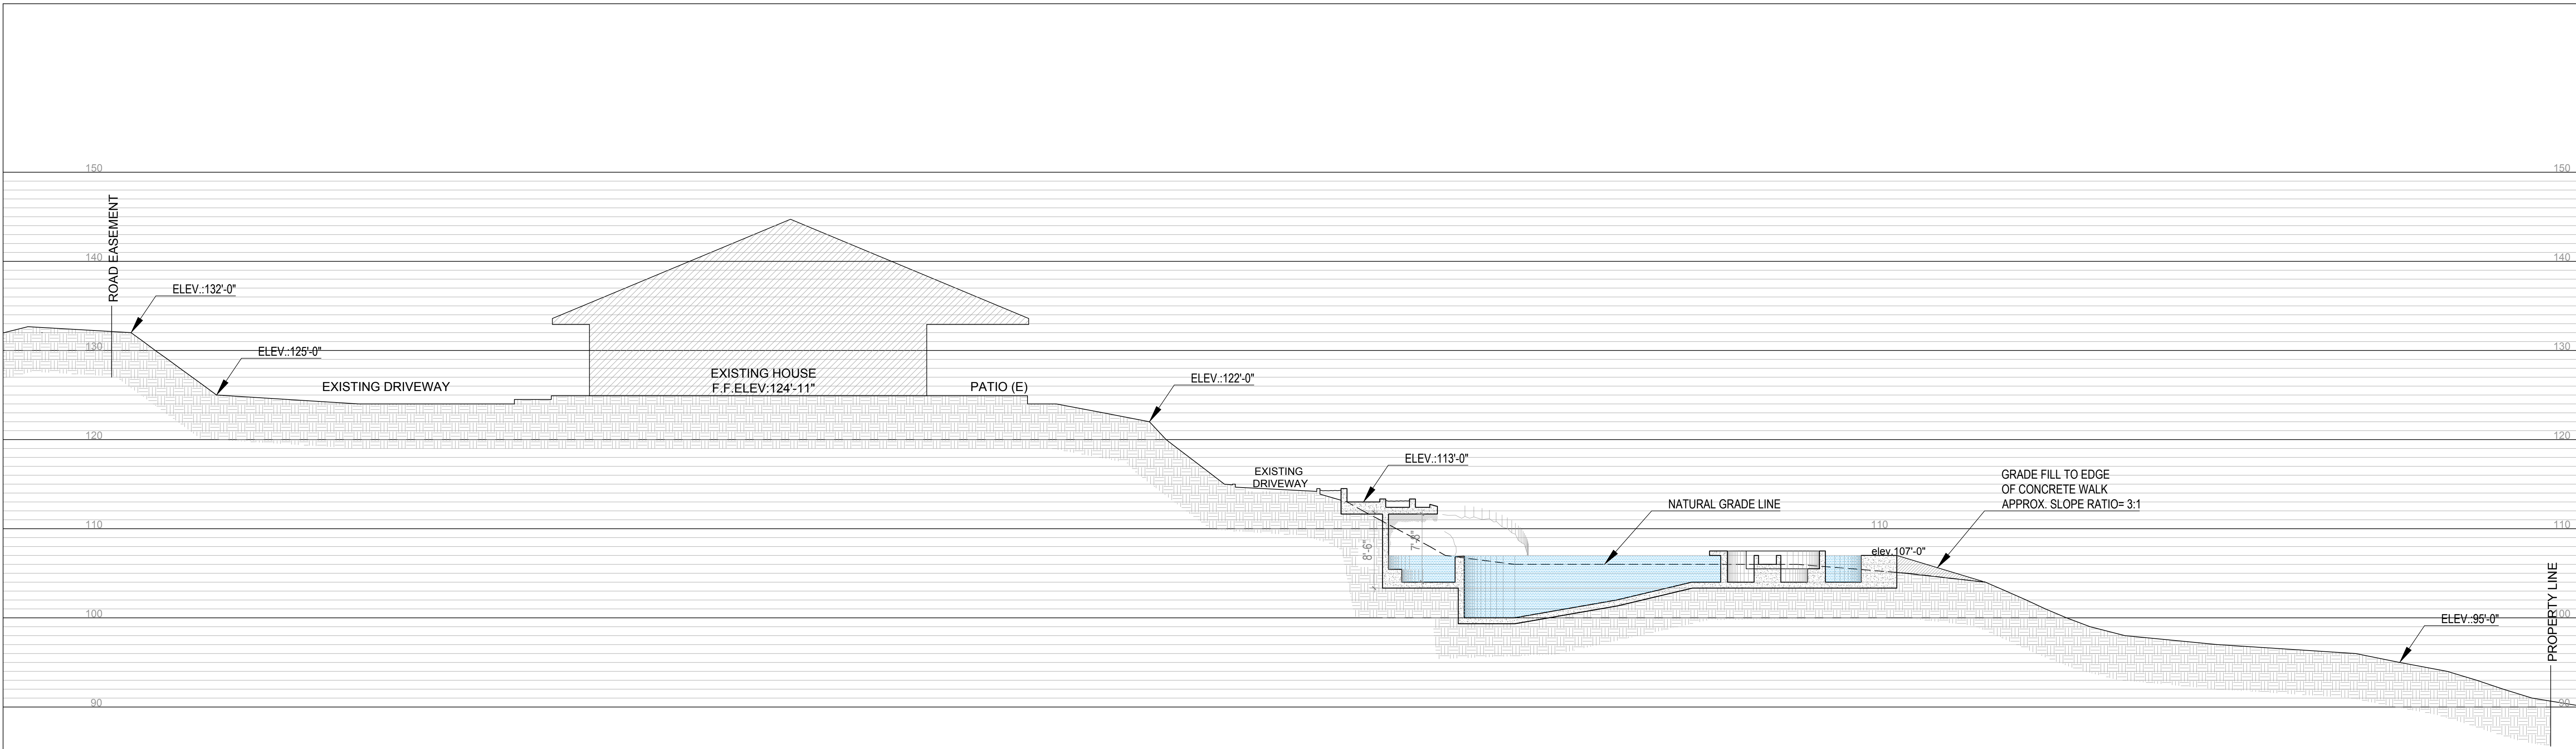 150
150
ROAD EASEMENT
140
140
ELEV.:132'-0"
130
130
ELEV.:125'-0"
EXISTING DRIVEWAY
EXISTING HOUSE
F.F.ELEV:124'-11"
PATIO (E)
ELEV.:122'-0"
120
120
EXISTING
DRIVEWAY
ELEV.:113'-0"
8'-6"
7'-8"
NATURAL GRADE LINE
GRADE FILL TO EDGE
OF CONCRETE WALK
APPROX. SLOPE RATIO= 3:1
110
110
elev.107'-0"
100
100
ELEV.:95'-0"
PROPERTY LINE
90
90